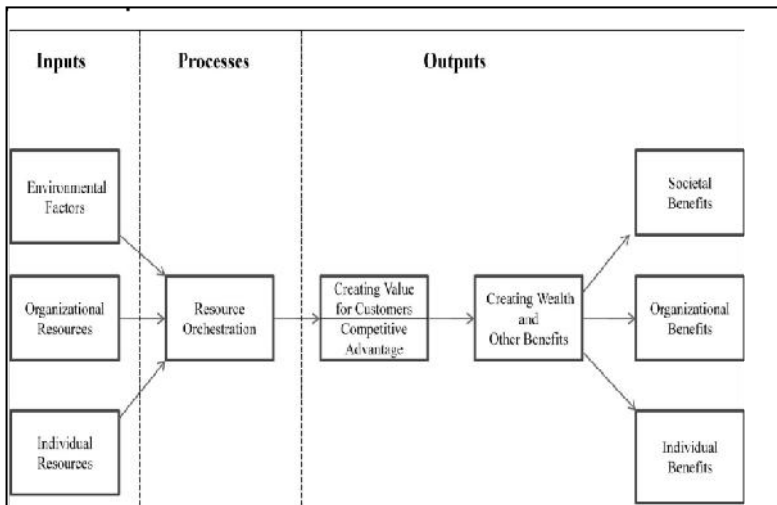 Inputs
Processes
Outputs
Environmental
Factors
Organizational
Resources
Individual
Resources
Resource
Orchestration
Creating Value
for Customers
Competitive
Advantage
Creating Wealth
and
Other Benefits
Societal
Benefits
Organizational
Benefits
Individual
Benefits